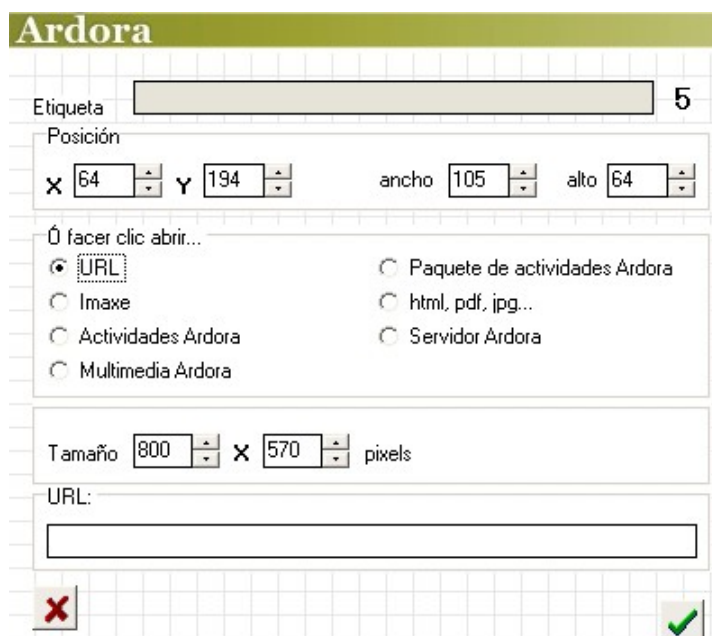 Ardora
Etiqueta 5
Posición
X 64 Y 194 ancho 105 alto 64
Ó facer clic abrir...
URL Paquete de actividades Ardora
Imaxe html, pdf, jpg...
Actividades Ardora Servidor Ardora
Multimedia Ardora
Tamaño 800 X 570 pixels
URL: